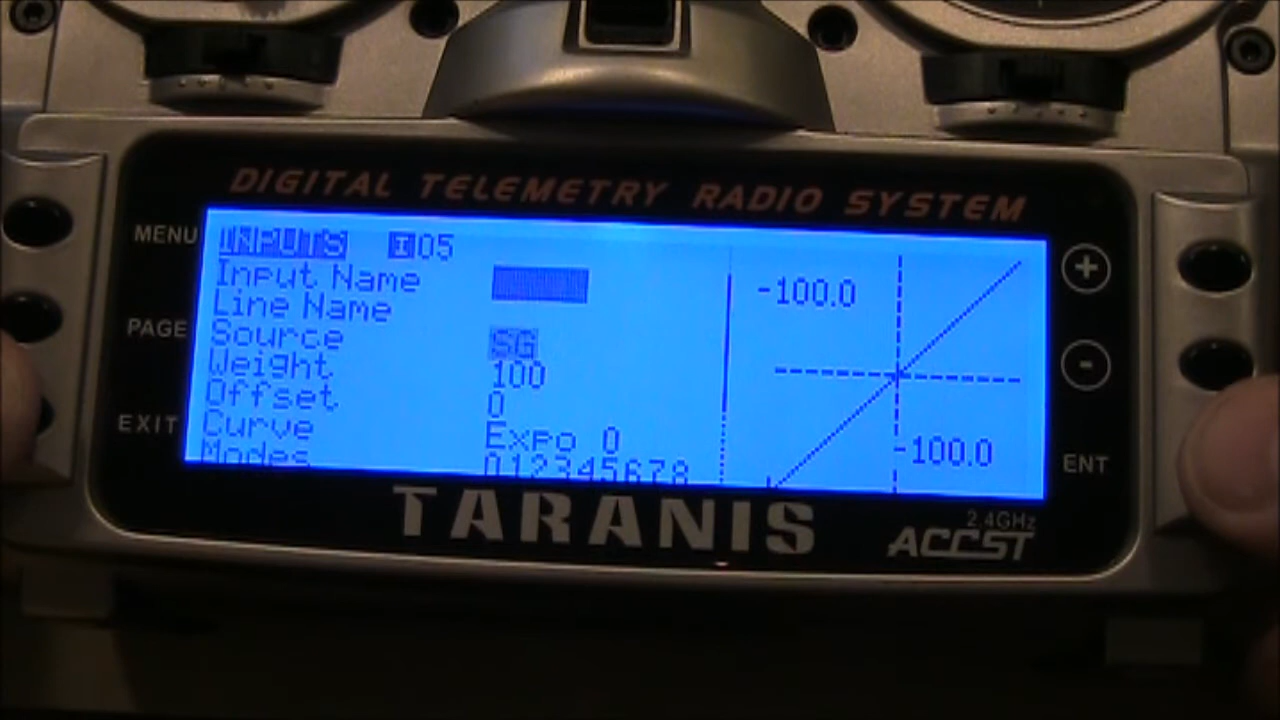 DIGITAL TELEMETRY RADIO SYSTEM
MENU
PAGE
EXIT
INPUTS I05
Input Name
Line Name
Source SG
Weight 100
Offset 0
Curve Expo 0
Modes 012345678
-100.0
-100.0
+
-
ENT
TARANIS
2.4GHz
ACCST